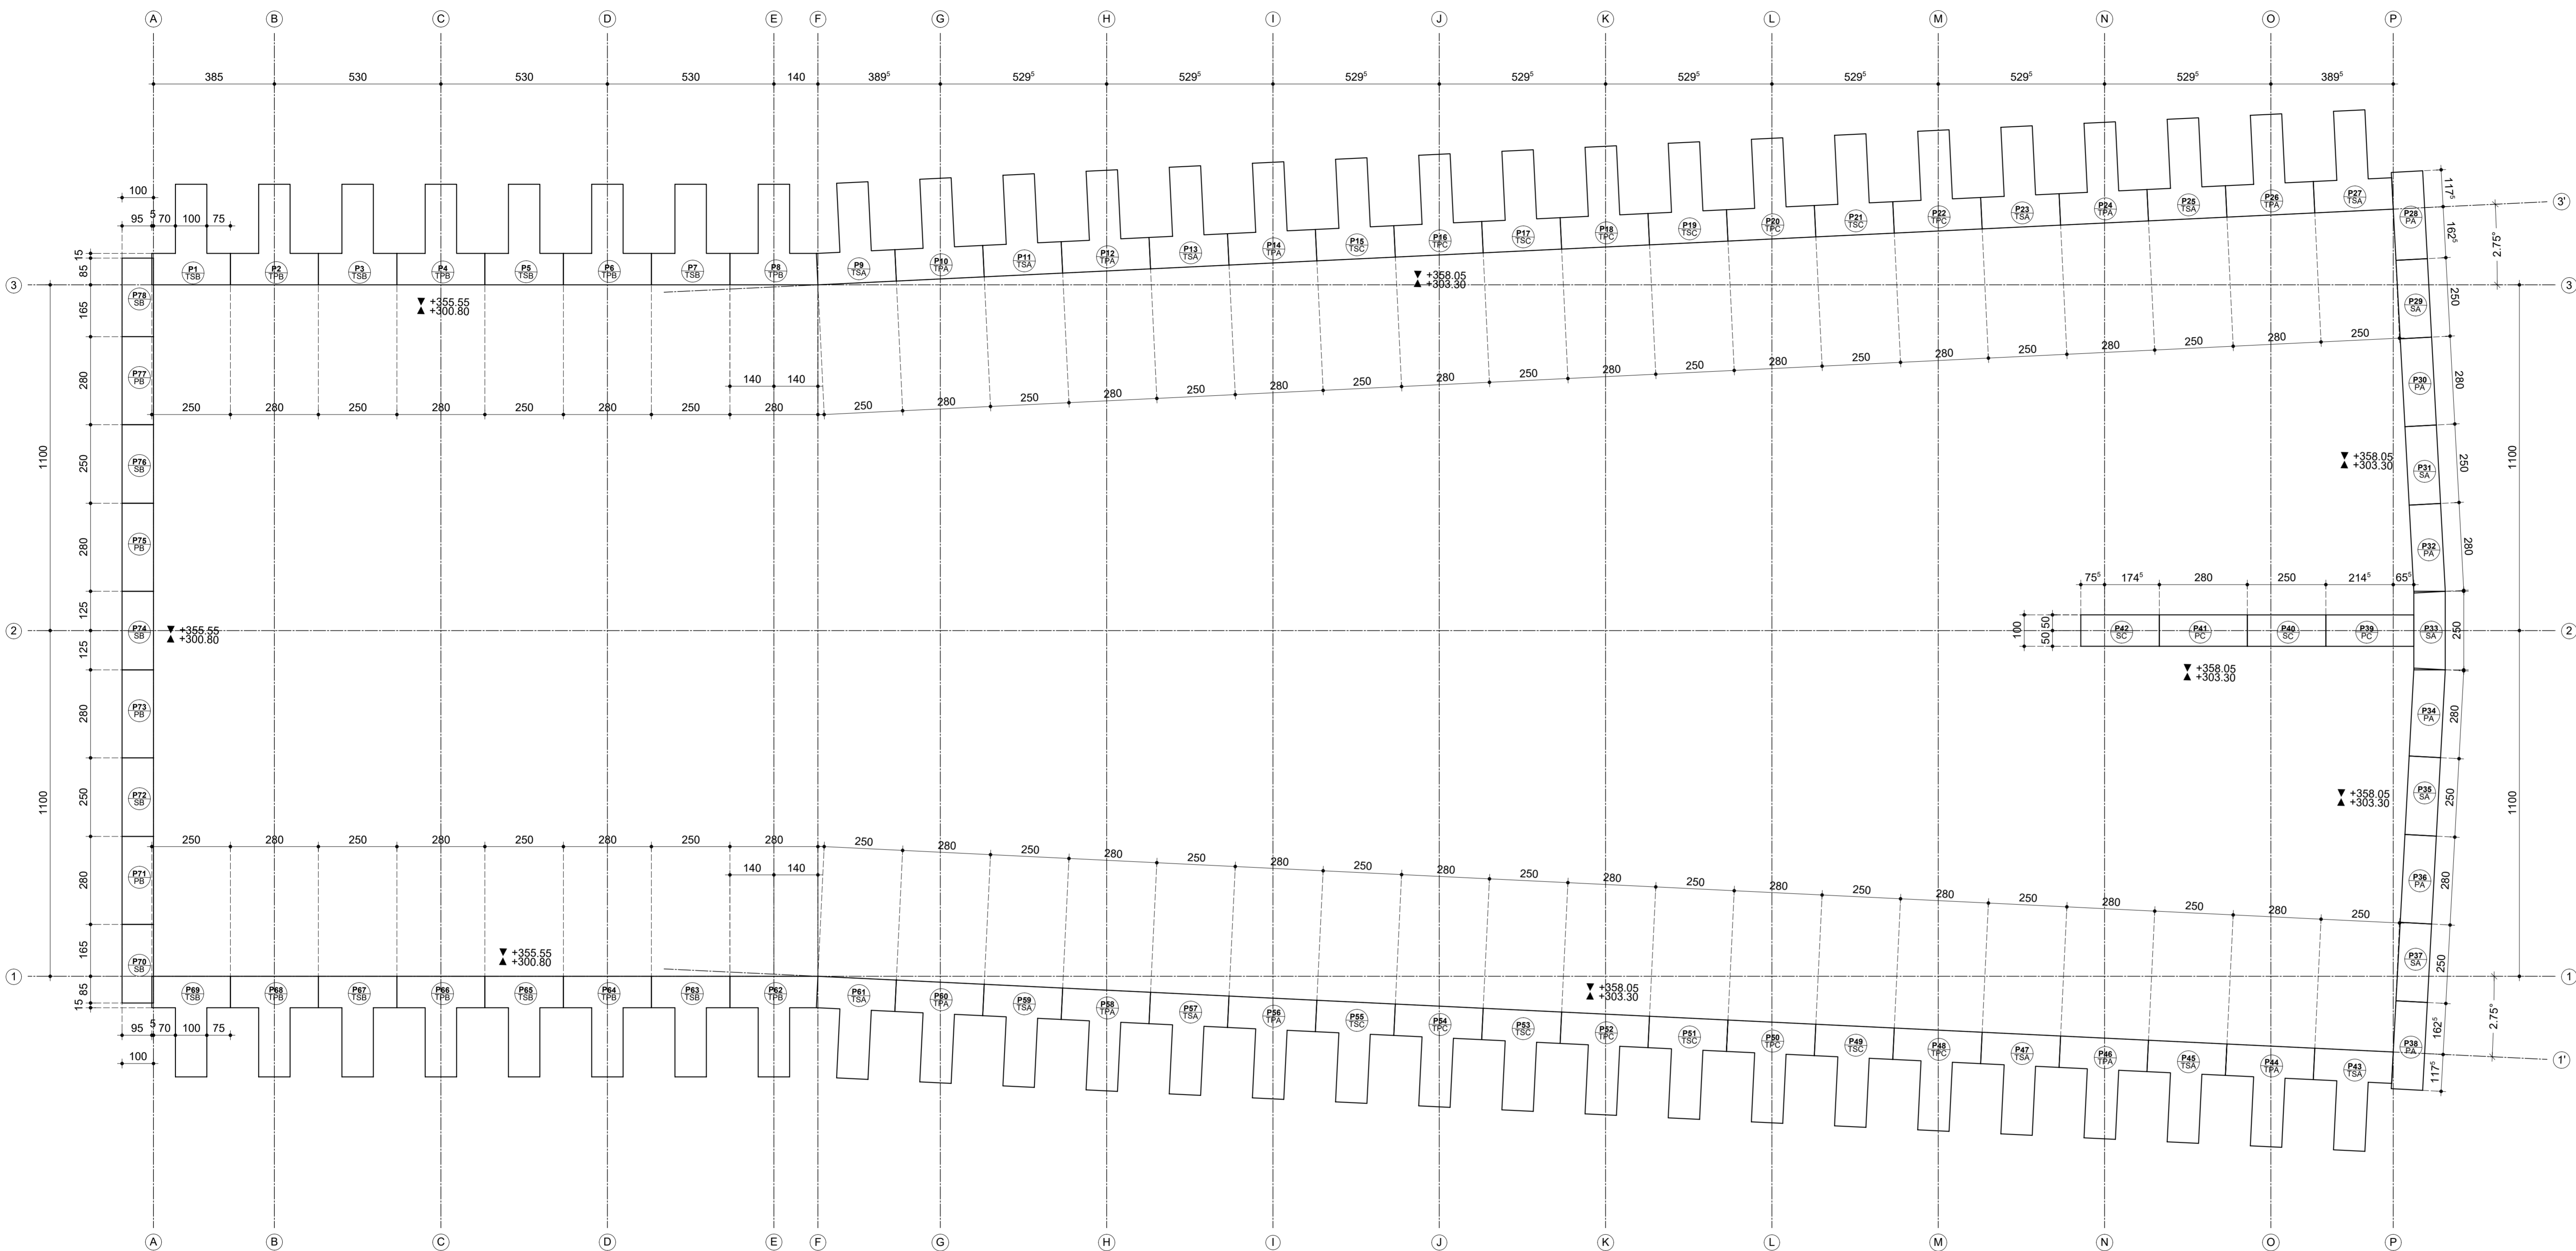 A B C D E F G H I J K L M N O P
385 530 530 530 140 389⁵ 529⁵ 529⁵ 529⁵ 529⁵ 529⁵ 529⁵ 529⁵ 529⁵ 389⁵
100
95 5 70 100 75
15
85
165
280
250
280
125
125
280
250
280
165
85
15
1100
1100
3
2
1
P1
TSB
P2
TPB
P3
TSB
P4
TPB
P5
TSB
P6
TPB
P7
TSB
P8
TPB
P9
TSA
P10
TPA
P11
TSA
P12
TPA
P13
TSA
P14
TPA
P15
TSC
P16
TPC
P17
TSC
P18
TPC
P19
TSC
P20
TPC
P21
TSC
P22
TPC
P23
TSA
P24
TPA
P25
TSA
P26
TPA
P27
TSA
P28
PA
P29
SA
P30
PA
P31
SA
P32
PA
P33
SA
P34
PA
P35
SA
P36
PA
P37
SA
P38
PA
117⁵
162⁵
250
280
250
280
250
280
250
280
250
162⁵
117⁵
2.75°
2.75°
3'
3
2
1
1'
1100
1100
▼ +355.55
▲ +300.80
▼ +358.05
▲ +303.30
140 140
250 280 250 280 250 280 250 280
250 280 250 280 250 280 250 280 250 280 250 280 250 280 250 280 250 280 250
▼ +358.05
▲ +303.30
75⁵ 174⁵ 280 250 214⁵ 65⁵
100
50 50
P42
SC
P41
PC
P40
SC
P39
PC
▼ +358.05
▲ +303.30
▼ +358.05
▲ +303.30
P78
SB
P77
PB
P76
SB
P75
PB
P74
SB
▼ +355.55
▲ +300.80
P73
PB
P72
SB
P71
PB
P70
SB
250 280 250 280 250 280 250 280
250 280 250 280 250 280 250 280 250 280 250 280 250 280 250 280 250 280 250
140 140
▼ +355.55
▲ +300.80
▼ +358.05
▲ +303.30
P69
TSB
P68
TPB
P67
TSB
P66
TPB
P65
TSB
P64
TPB
P63
TSB
P62
TPB
P61
TSA
P60
TPA
P59
TSA
P58
TPA
P57
TSA
P56
TPA
P55
TSC
P54
TPC
P53
TSC
P52
TPC
P51
TSC
P50
TPC
P49
TSC
P48
TPC
P47
TSA
P46
TPA
P45
TSA
P44
TPA
P43
TSA
95 5 70 100 75
100
A B C D E F G H I J K L M N O P